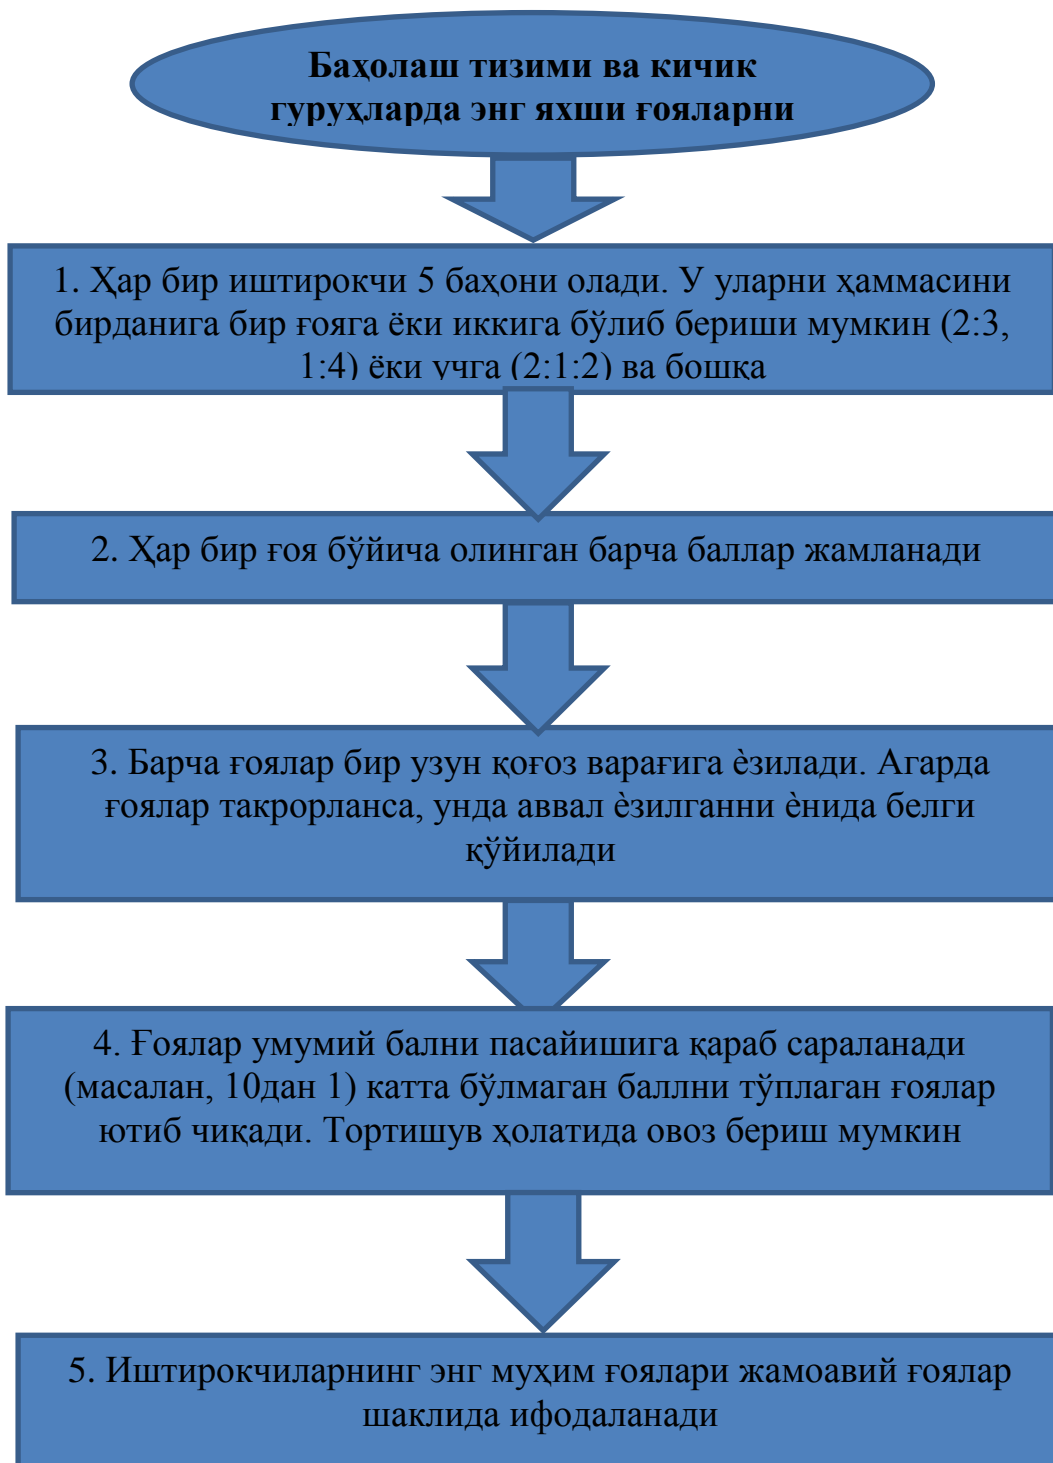 Баҳолаш тизими ва кичик
гуруҳларда энг яхши ғояларни
1. Ҳар бир иштирокчи 5 баҳони олади. У уларни ҳаммасини
бирданига бир ғояга ёки иккига бўлиб бериши мумкин (2:3,
1:4) ёки учга (2:1:2) ва бошқа
2. Ҳар бир ғоя бўйича олинган барча баллар жамланади
3. Барча ғоялар бир узун қоғоз варағига ѐзилади. Агарда
ғоялар такрорланса, унда аввал ѐзилганни ѐнида белги
қўйилади
4. Ғоялар умумий бални пасайишига қараб сараланади
(масалан, 10дан 1) катта бўлмаган баллни тўплаган ғоялар
ютиб чиқади. Тортишув ҳолатида овоз бериш мумкин
5. Иштирокчиларнинг энг муҳим ғоялари жамоавий ғоялар
шаклида ифодаланади